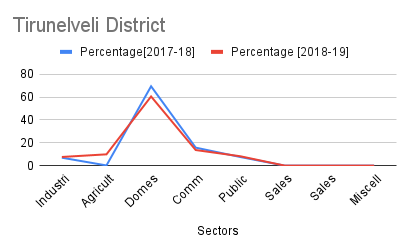 Tirunelveli District
Percentage[2017-18] Percentage [2018-19]
80
60
40
20
0
Industri
Agricult
Domes
Comm
Public
Sales
Sales
Miscell
Sectors